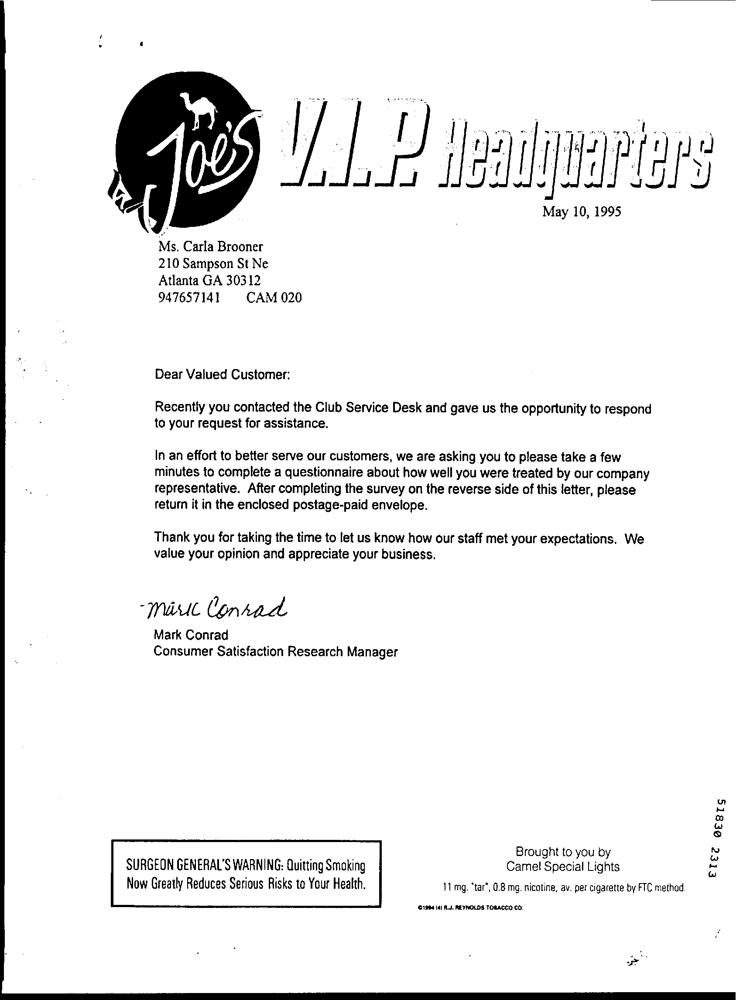 Joe's V.I.P. Headquarters
May 10, 1995
Ms. Carla Brooner
210 Sampson St Ne
Atlanta GA 30312
947657141 CAM 020
Dear Valued Customer:
Recently you contacted the Club Service Desk and gave us the opportunity to respond
to your request for assistance.
In an effort to better serve our customers, we are asking you to please take a few
minutes to complete a questionnaire about how well you were treated by our company
representative. After completing the survey on the reverse side of this letter, please
return it in the enclosed postage-paid envelope.
Thank you for taking the time to let us know how our staff met your expectations. We
value your opinion and appreciate your business.
Mark Conrad
Mark Conrad
Consumer Satisfaction Research Manager
SURGEON GENERAL'S WARNING: Quitting Smoking
Now Greatly Reduces Serious Risks to Your Health.
Brought to you by
Camel Special Lights
11 mg. "tar", 0.8 mg. nicotine, av. per cigarette by FTC method.
©1994 (4) R.J. REYNOLDS TOBACCO CO.
51830 2313